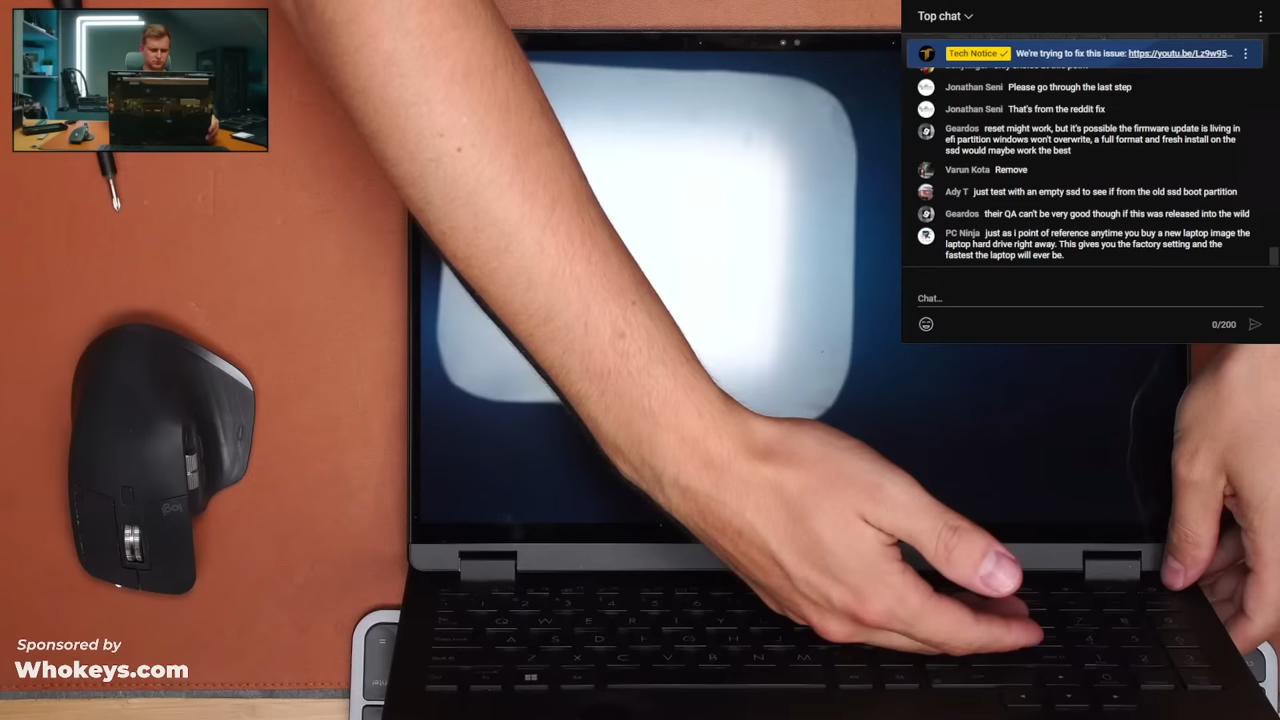 Top chat
Tech Notice We're trying to fix this issue: https://youtu.be/Lz9w95...
Jonathan Seni Please go through the last step
Jonathan Seni That's from the reddit fix
Geardos reset might work, but it's possible the firmware update is living in
efi partition windows won't overwrite, a full format and fresh install on the
ssd would maybe work the best
Varun Kota Remove
Ady T just test with an empty ssd to see if from the old ssd boot partition
Geardos their QA can't be very good though if this was released into the wild
PC Ninja just as i point of reference anytime you buy a new laptop image the
laptop hard drive right away. This gives you the factory setting and the
fastest the laptop will ever be.
Chat...
0/200
logi
Q W E R T Y
A S D F G H J
Z X C V B N M
Sponsored by
Whokeys.com